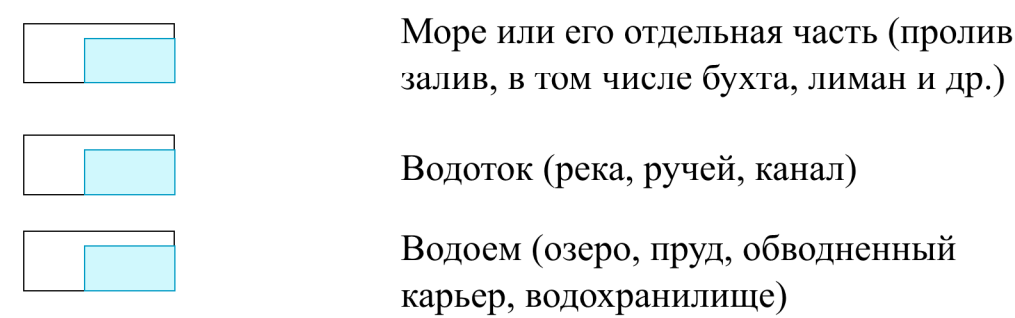 Море или его отдельная часть (пролив
залив, в том числе бухта, лиман и др.)
Водоток (река, ручей, канал)
Водоем (озеро, пруд, обводненный
карьер, водохранилище)